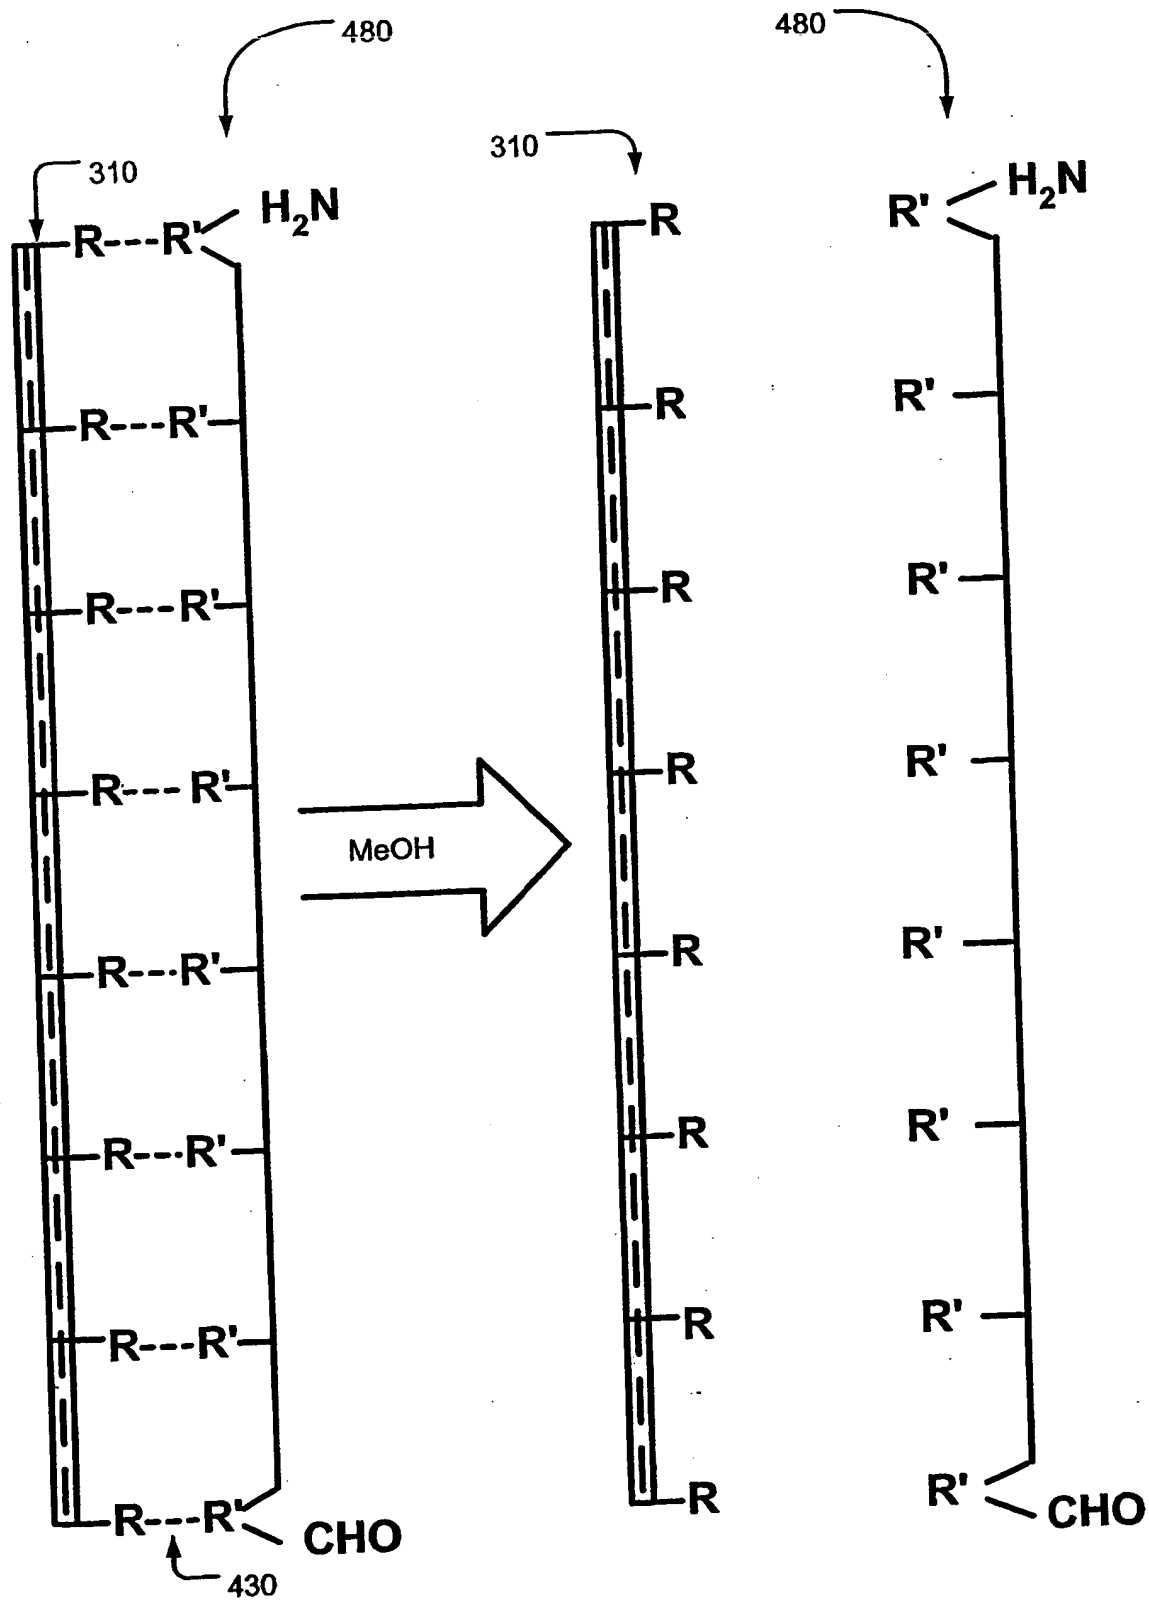 480
480
310
310
R---R'
H₂N
R
R'
H₂N
R---R'
R
R'
R---R'
R
R'
R---R'
R
R'
MeOH
R---R'
R
R'
R---R'
R
R'
R---R'
R
R'
R---R'
CHO
R
R'
CHO
430